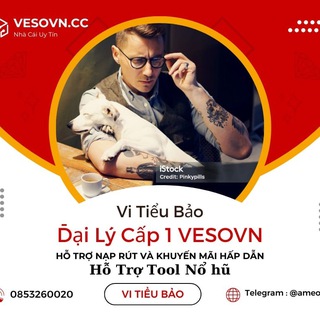 VESOVN.CC
Nhà Cái Uy Tín
iStock
Credit: Pinkypills
Vi Tiểu Bảo
Đại Lý Cấp 1 VESOVN
HỖ TRỢ NẠP RÚT VÀ KHUYẾN MÃI HẤP DẪN
Hỗ Trợ Tool Nổ hũ
0853260020
VI TIỂU BẢO
Telegram : @ameo